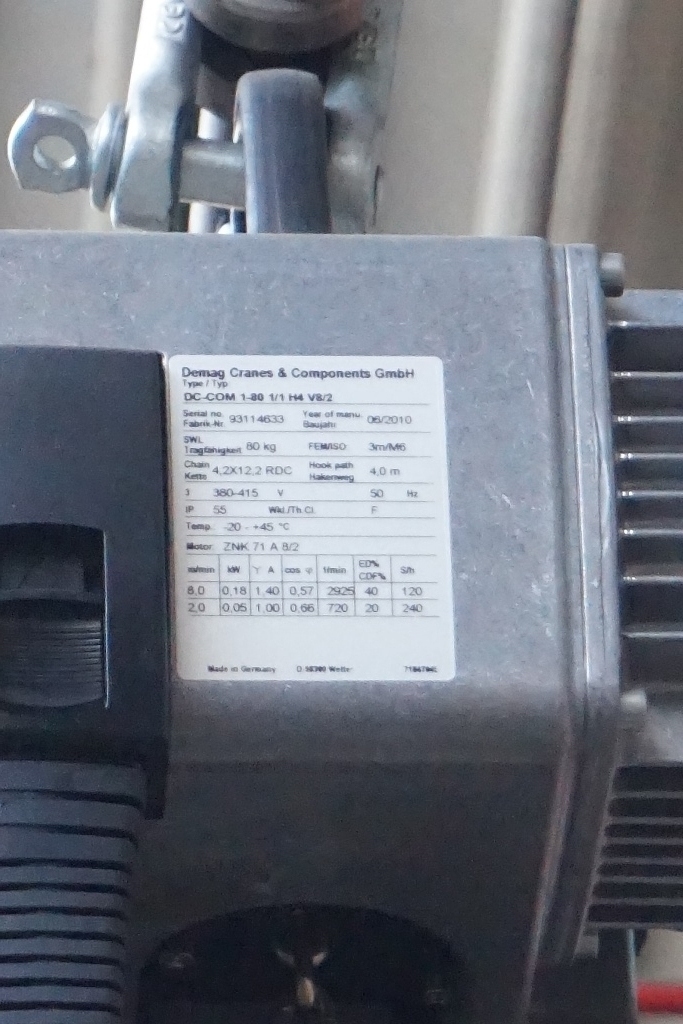 Demag Cranes & Components GmbH
Type / Typ
DC-COM 1-80 1/1 H4 V8/2
Serial no. 93114633 Year of manu. 06/2010
Fabrik-Nr. Baujahr
SWL 80 kg FEM/ISO 3m/M6
Tragfähigkeit
Chain 4,2X12,2 RDC Hook path 4,0 m
Kette Hakenweg
3 380-415 V 50 Hz
IP 55 Wkl./Th.Cl. F
Temp. -20 - +45 °C
Motor: ZNK 71 A 8/2
m/min kW Y A cos φ 1/min ED% CDF% S/h
8,0 0,18 1,40 0,57 2925 40 120
2,0 0,05 1,00 0,66 720 20 240
Made in Germany Wetter